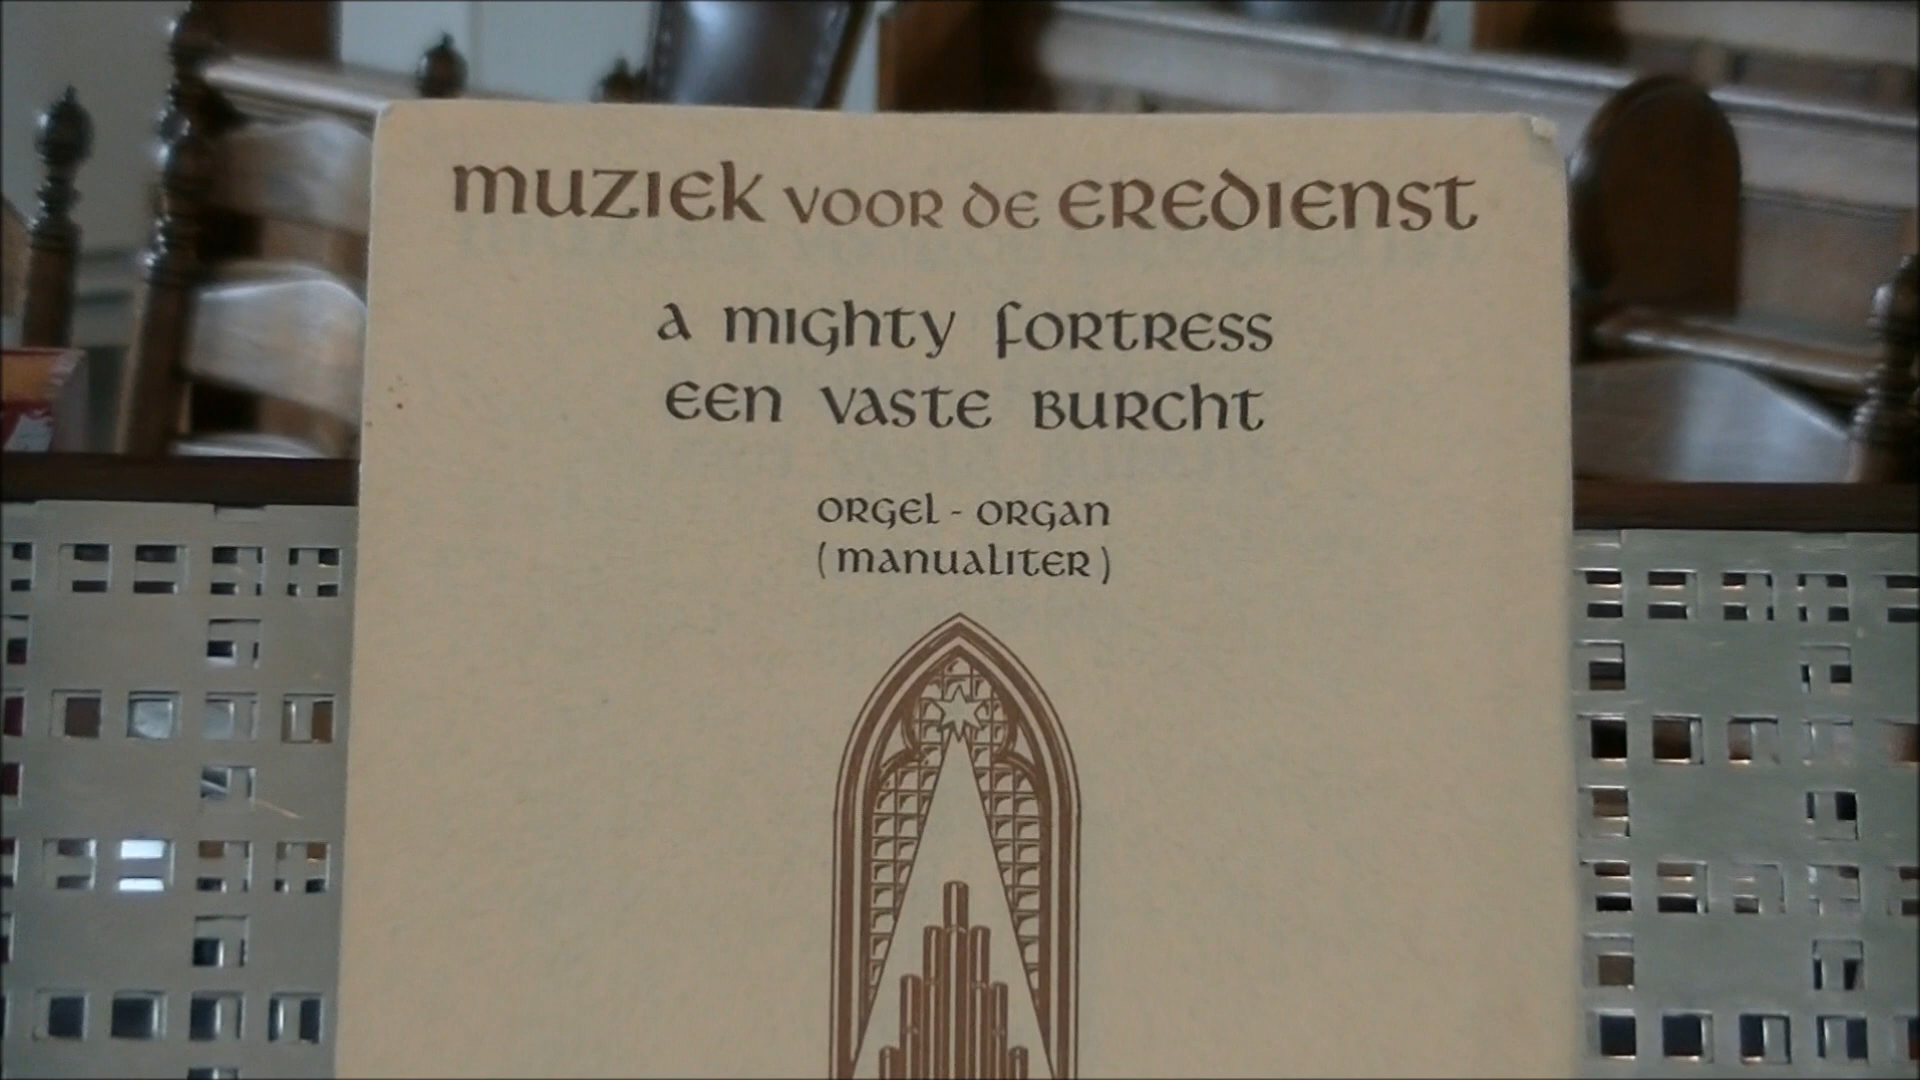 muziek voor de eredienst
a mighty fortress
een vaste burcht
orgel - organ
(manualiter)